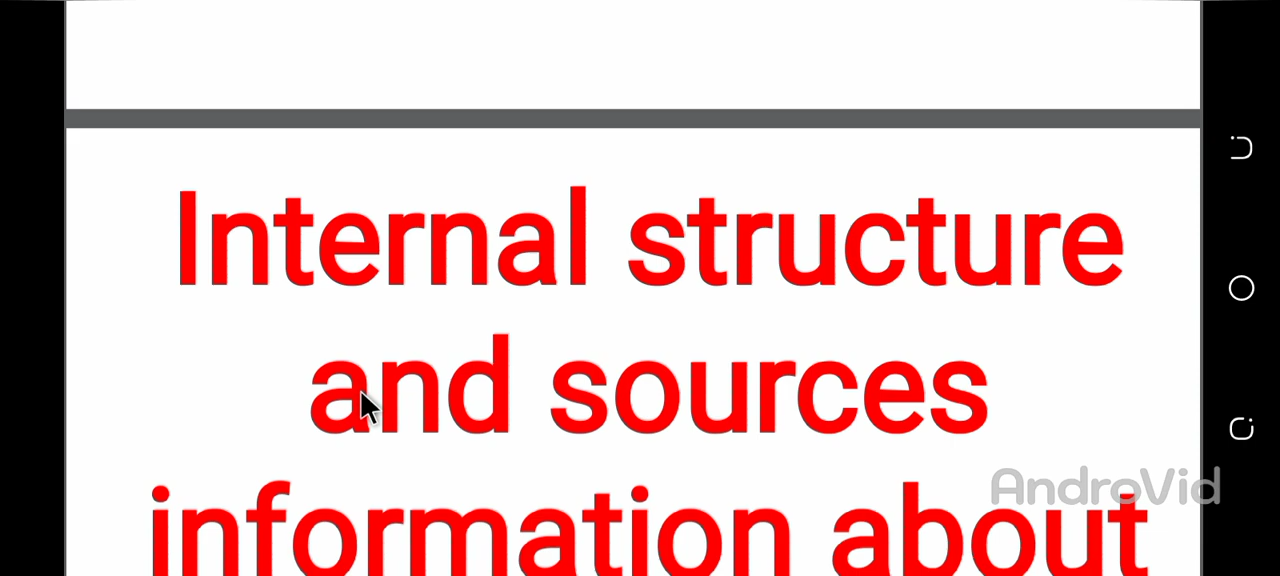 Internal structure
and sources
information about
AndroVid